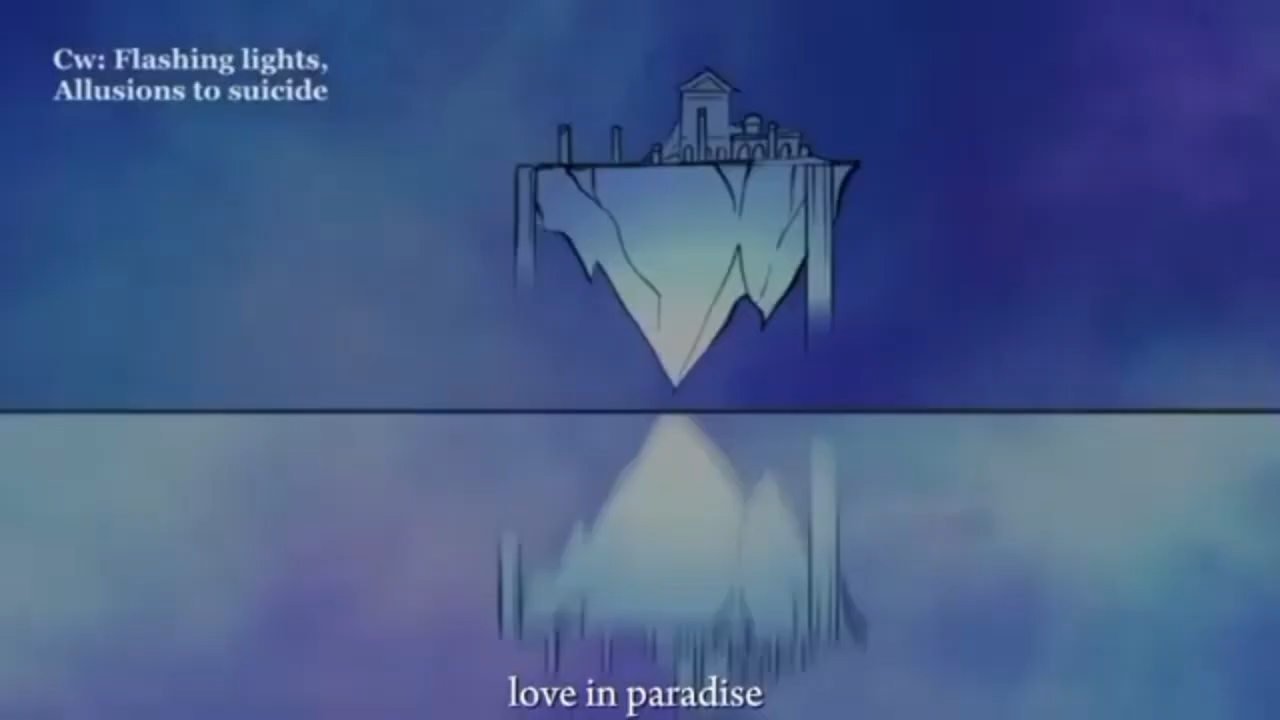 Cw: Flashing lights,
Allusions to suicide
love in paradise